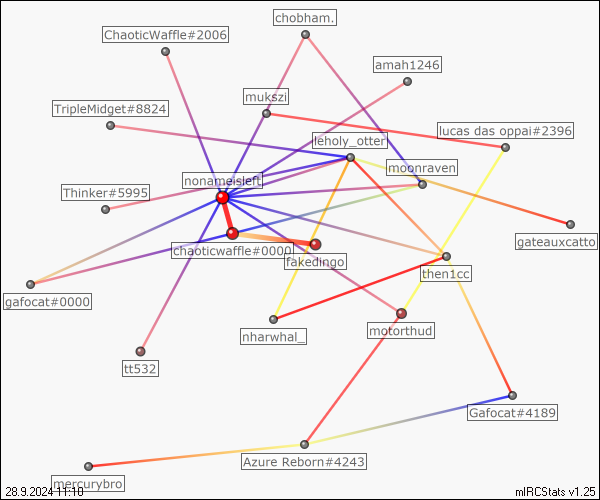 chobham.
ChaoticWaffle#2006
amah1246
mukszi
TripleMidget#8824
lucas das oppai#2396
leholy_otter
moonraven
nonameisleft
Thinker#5995
gateauxcatto
chaoticwaffle#0000
fakedingo
then1cc
gafocat#0000
nharwhal_
motorthud
tt532
Gafocat#4189
Azure Reborn#4243
mercurybro
28.9.2024 11:10
mIRCStats v1.25